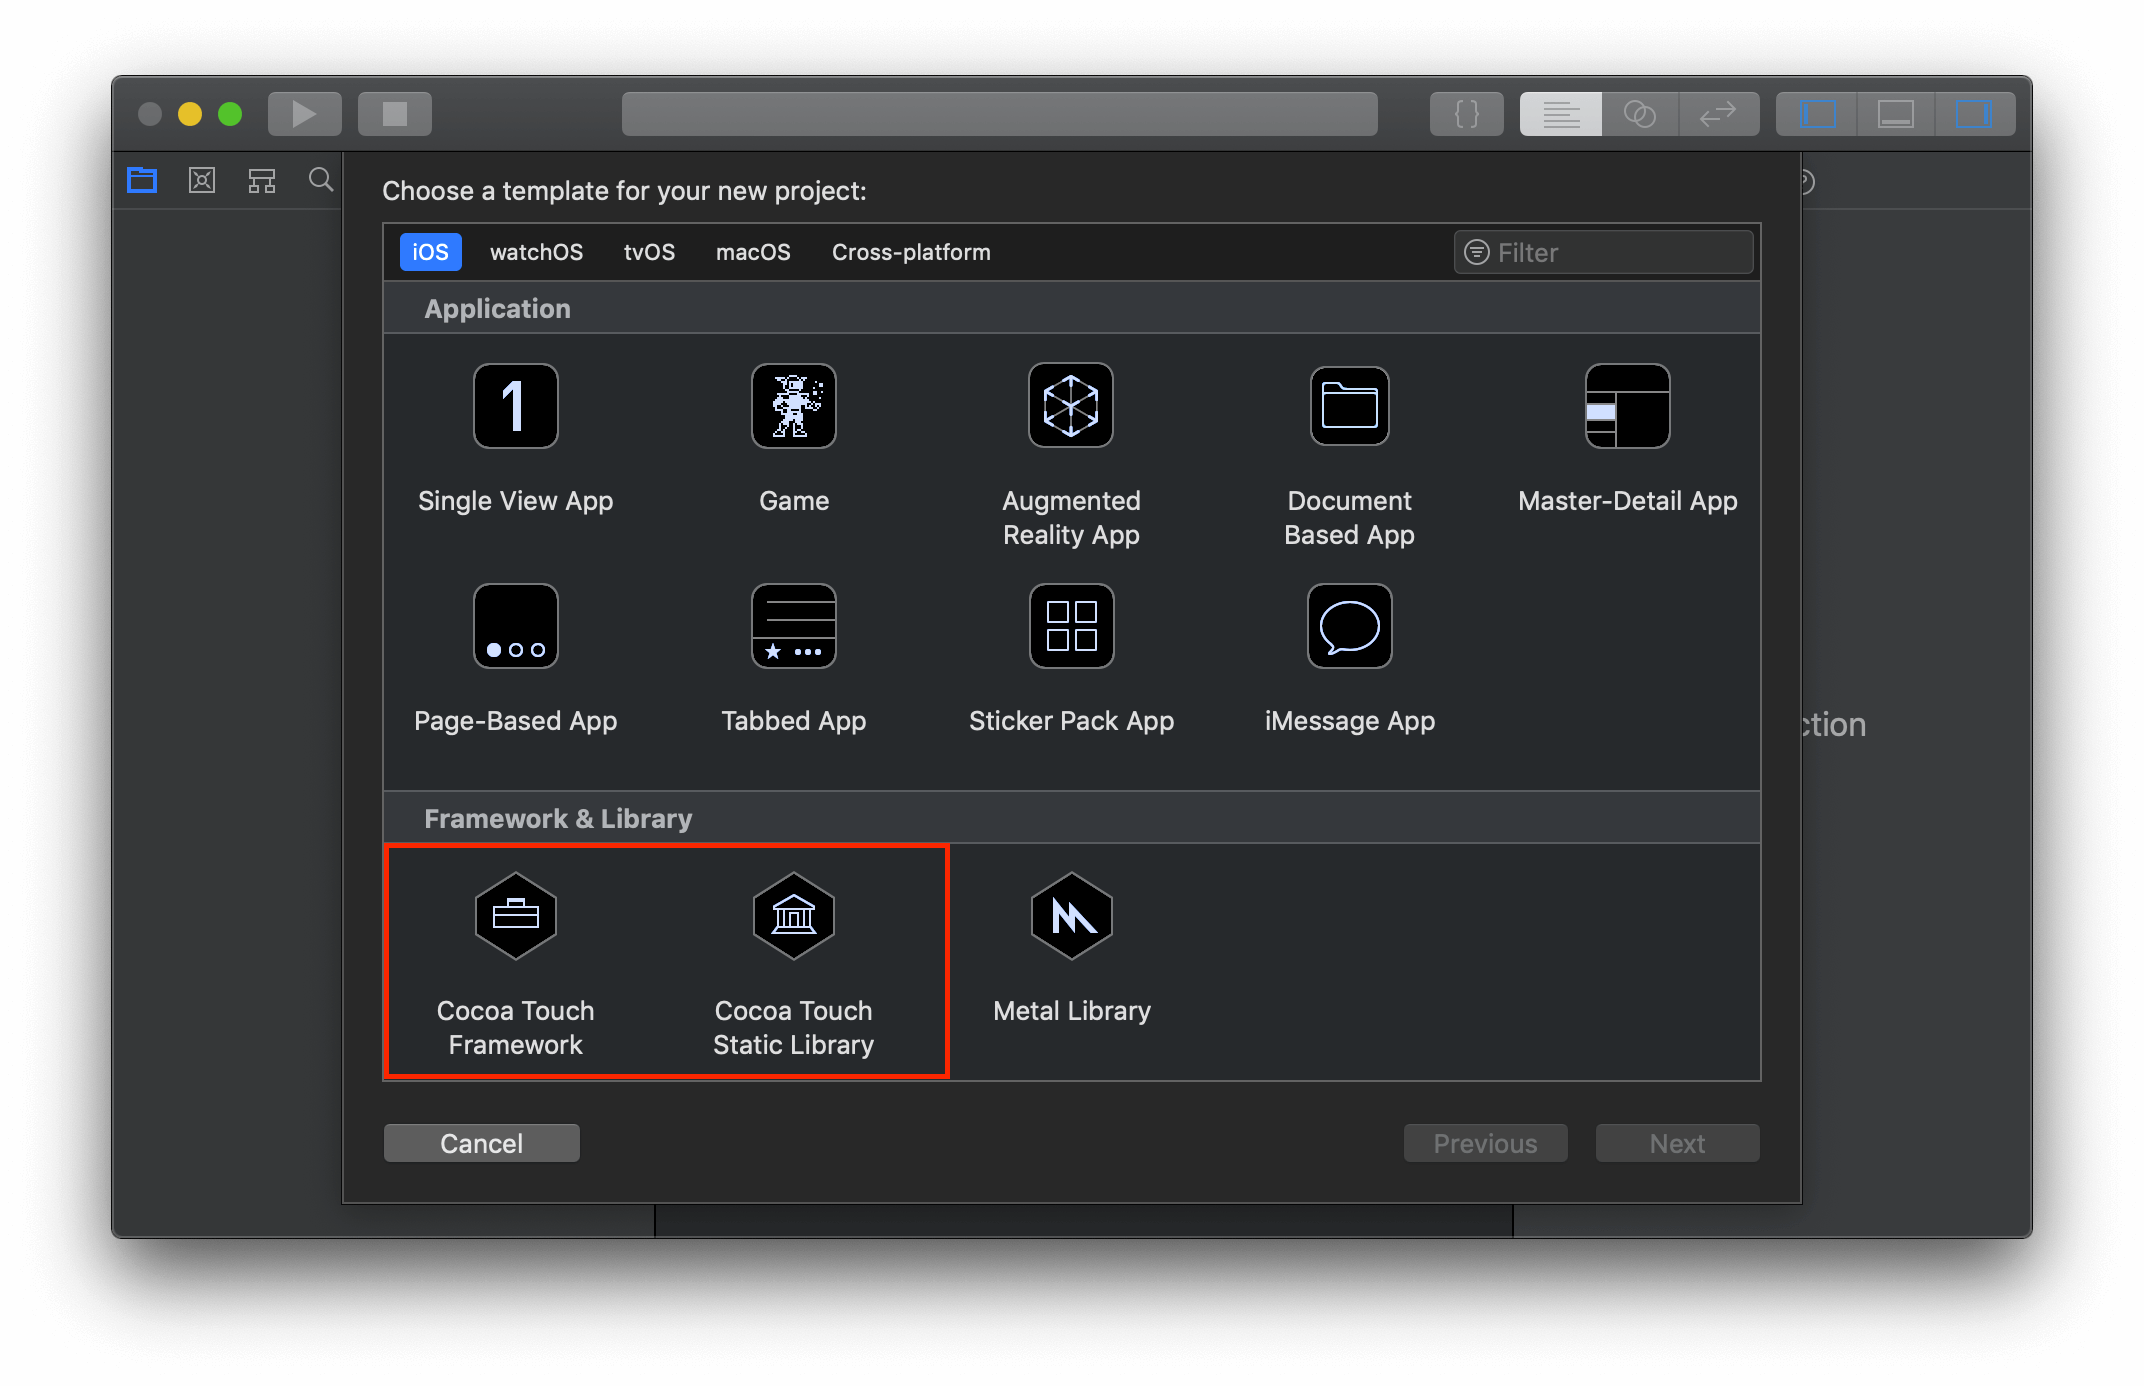 Choose a template for your new project:
iOS watchOS tvOS macOS Cross-platform Filter
Application
1
Single View App
Game
Augmented
Reality App
Document
Based App
Master-Detail App
Page-Based App
Tabbed App
Sticker Pack App
iMessage App
ction
Framework & Library
Cocoa Touch
Framework
Cocoa Touch
Static Library
Metal Library
Cancel Previous Next